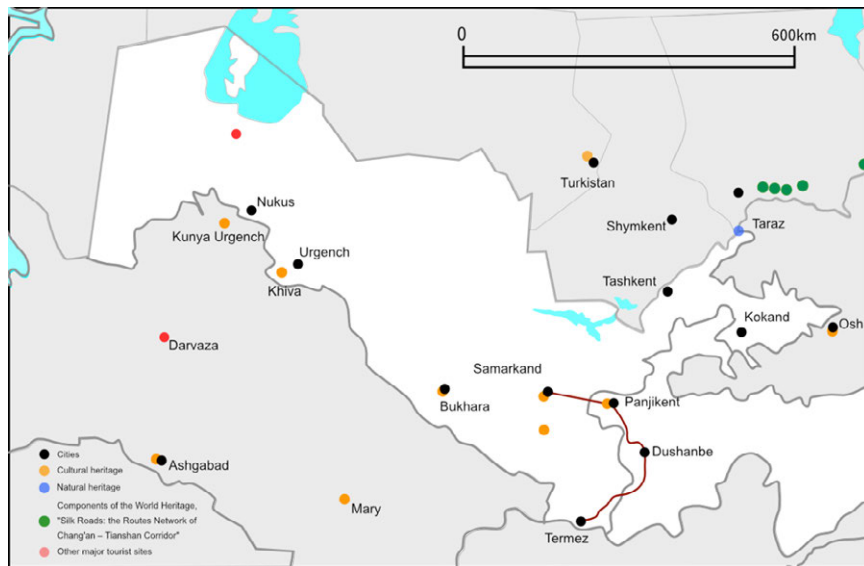 0
600km
Turkistan
Nukus
Kunya Urgench
Shymkent
Taraz
Urgench
Khiva
Tashkent
Kokand
Osh
Darvaza
Samarkand
Bukhara
Panjikent
Dushanbe
Ashgabad
Mary
Termez
Cities
Cultural heritage
Natural heritage
Components of the World Heritage,
"Silk Roads: the Routes Network of
Chang'an – Tianshan Corridor"
Other major tourist sites